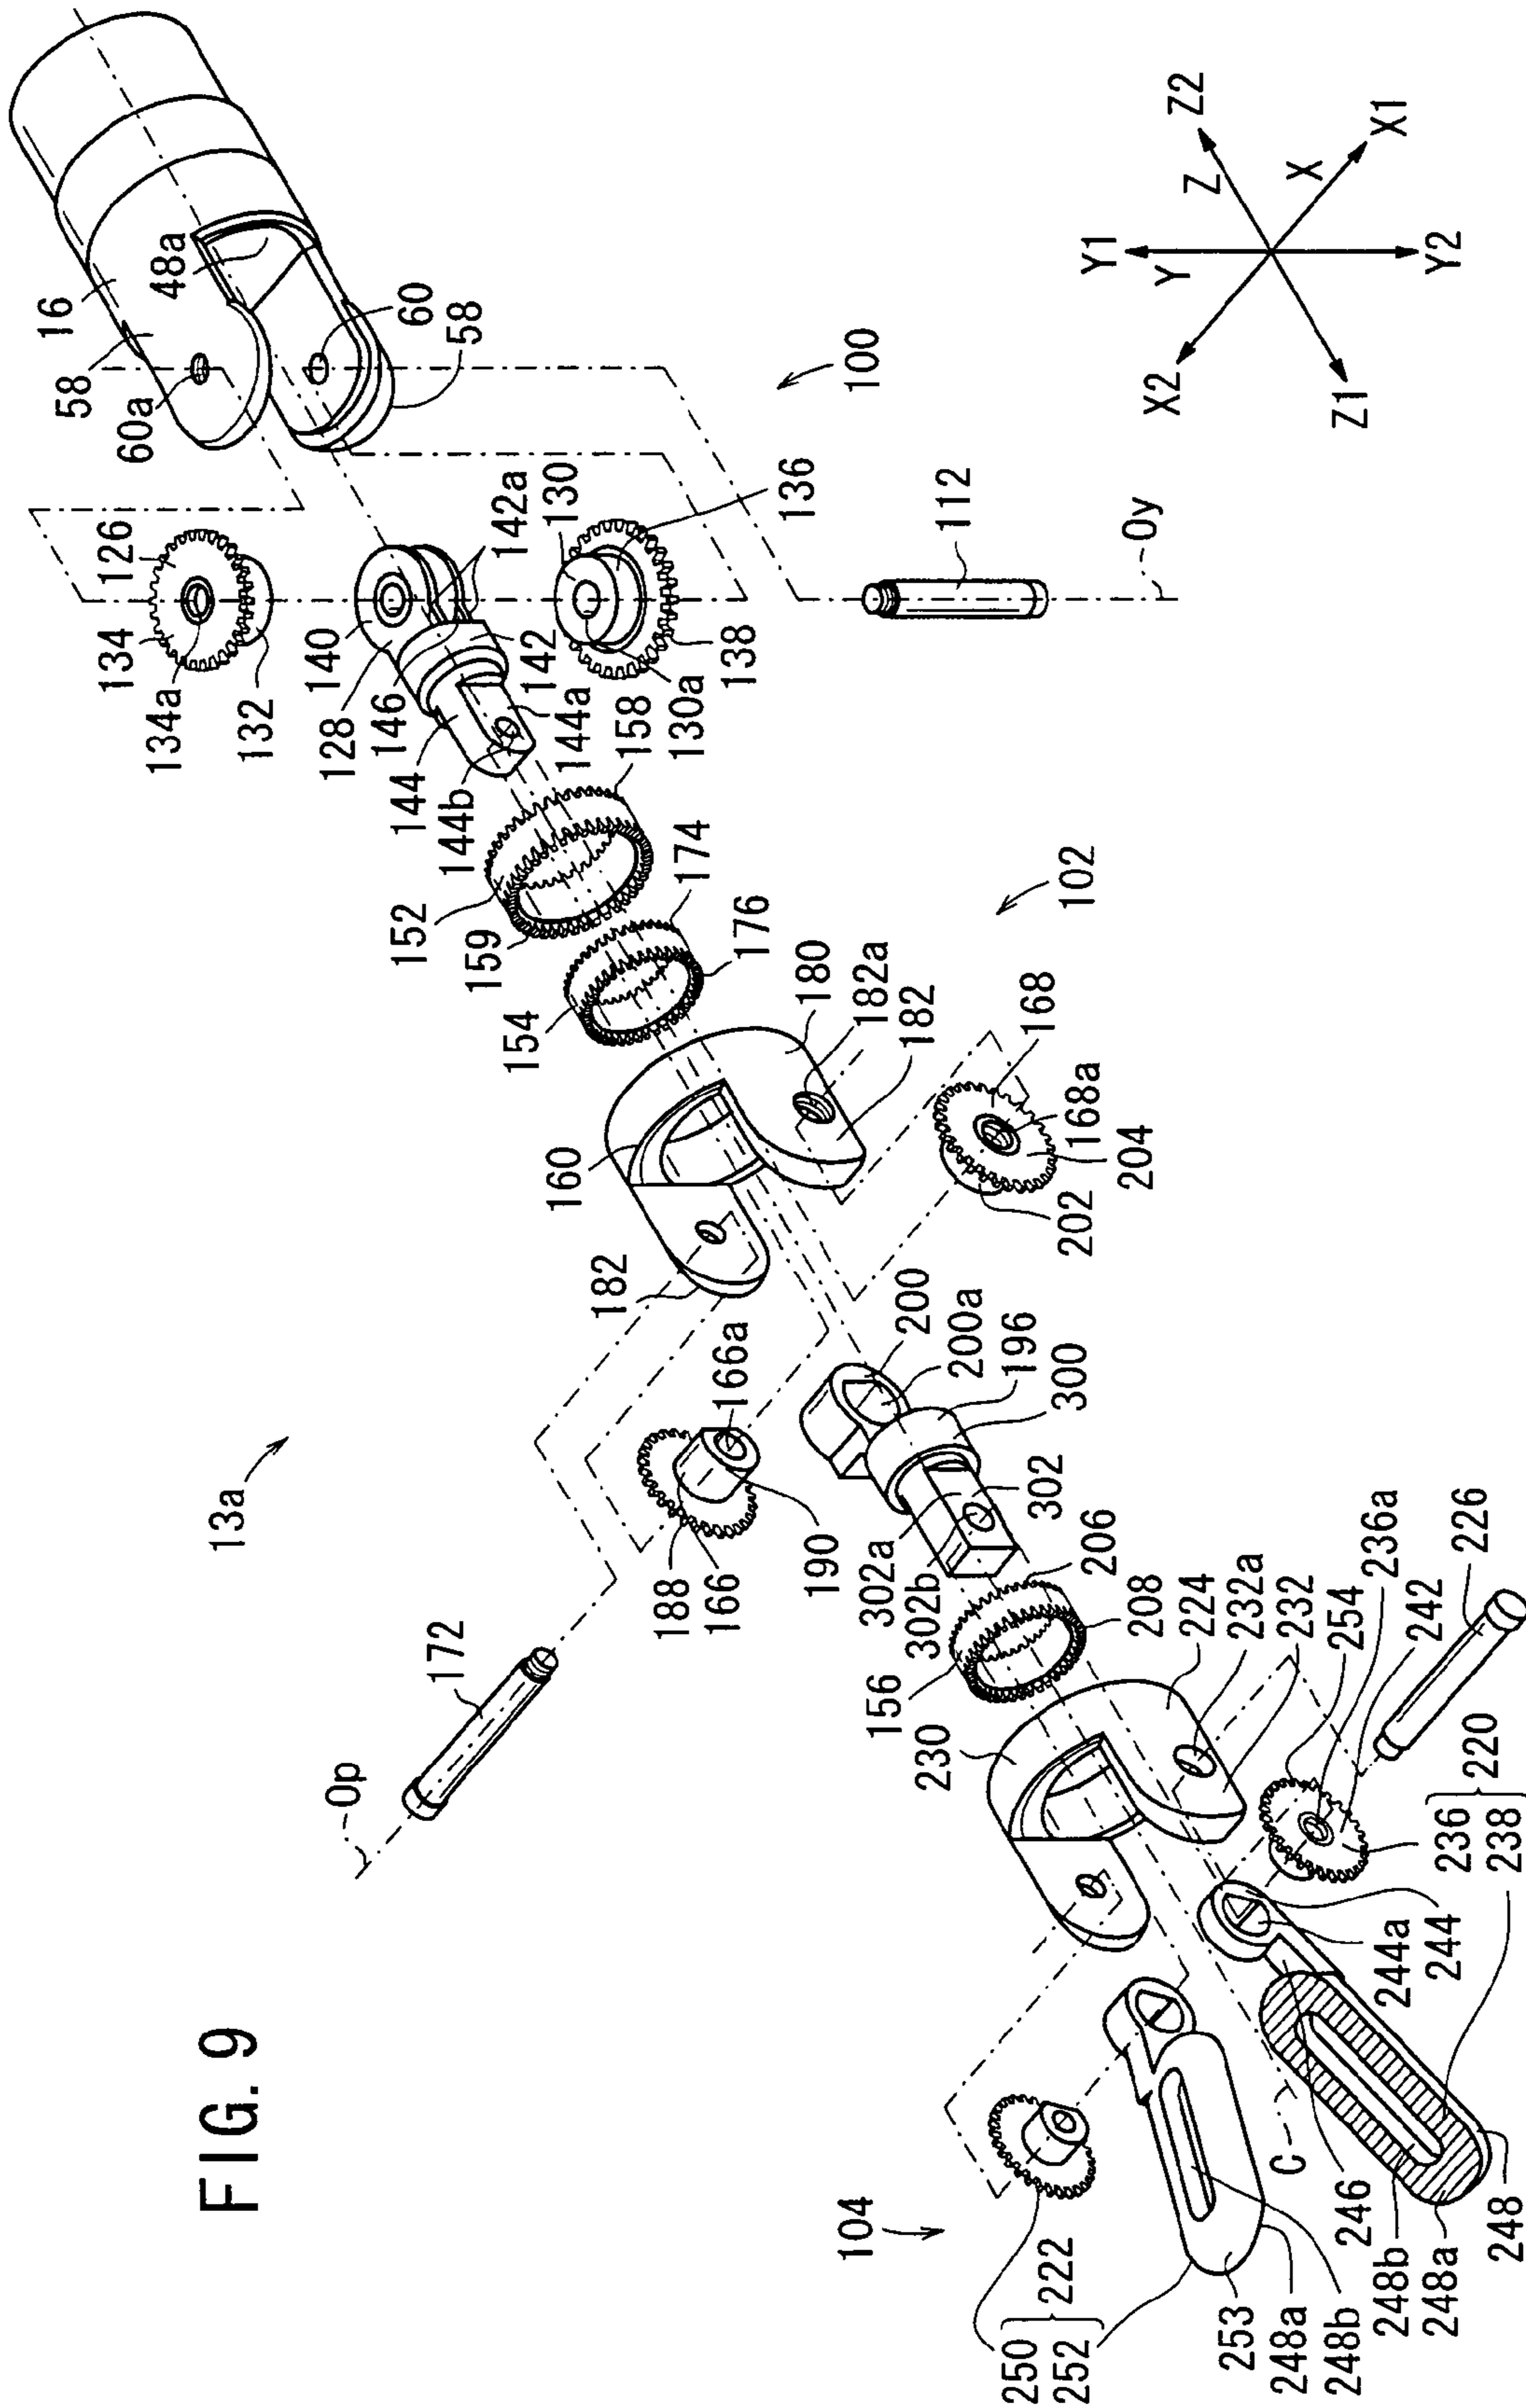 FIG. 9
13a
16
58
60a
48a
60
58
100
126
134
134a
132
140
128
146
144
144b
142a
142
144a
130
136
130a
138
112
Oy
152
159
158
154
174
176
102
160
182
180
182a
182
168
168a
204
202
Op
172
188
166
166a
190
200
200a
196
300
302
302a
302b
206
208
156
230
224
232a
232
254
236a
242
226
220
236
238
244a
244
246
248b
248a
248
C
104
222
250
252
253
248a
248b
Y1
Y
Y2
X2
X
X1
Z1
Z
Z2